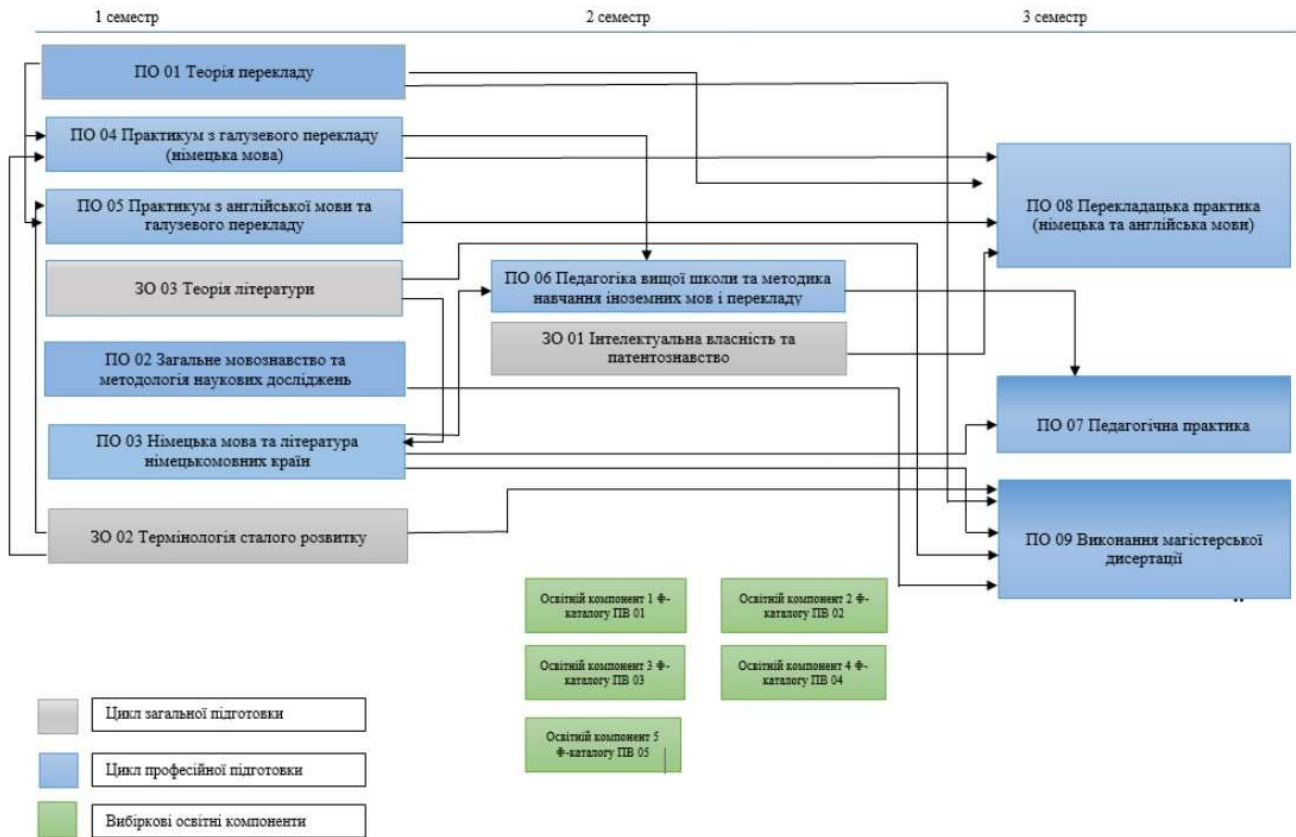 1 семестр
2 семестр
3 семестр
ПО 01 Теорія перекладу
ПО 04 Практикум з галузевого перекладу
(німецька мова)
ПО 05 Практикум з англійської мови та
галузевого перекладу
ЗО 03 Теорія літератури
ПО 02 Загальне мовознавство та
методологія наукових досліджень
ПО 03 Німецька мова та література
німецькомовних країн
ЗО 02 Термінологія сталого розвитку
ПО 06 Педагогіка вищої школи та методика
навчання іноземних мов і перекладу
ЗО 01 Інтелектуальна власність та
патентознавство
ПО 08 Перекладацька практика
(німецька та англійська мови)
ПО 07 Педагогічна практика
ПО 09 Виконання магістерської
дисертації
Освітній компонент 1 Ф-
каталогу ПВ 01
Освітній компонент 2 Ф-
каталогу ПВ 02
Освітній компонент 3 Ф-
каталогу ПВ 03
Освітній компонент 4 Ф-
каталогу ПВ 04
Освітній компонент 5
Ф-каталогу ПВ 05
Цикл загальної підготовки
Цикл професійної підготовки
Вибіркові освітні компоненти